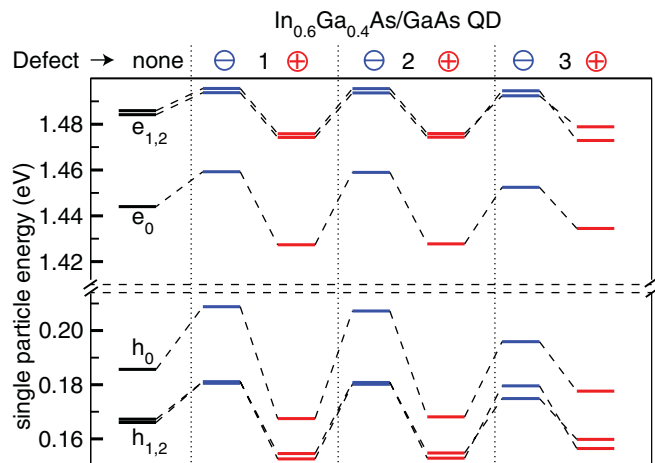 In₀.₆Ga₀.₄As/GaAs QD
Defect → none ⊖ 1 ⊕ ⊖ 2 ⊕ ⊖ 3 ⊕
single particle energy (eV)
1.48
e₁,₂
1.46
e₀
1.44
1.42
0.20
h₀
0.18
h₁,₂
0.16